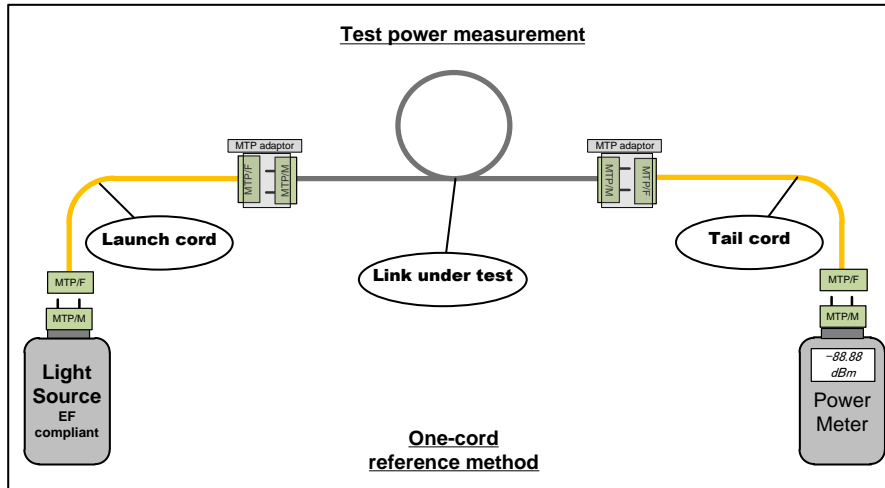 Test power measurement
MTP adaptor
MTP/F
MTP/M
MTP adaptor
MTP/M
MTP/F
Launch cord
Link under test
Tail cord
MTP/F
MTP/M
MTP/F
MTP/M
Light
Source
EF
compliant
−88.88
dBm
Power
Meter
One-cord
reference method